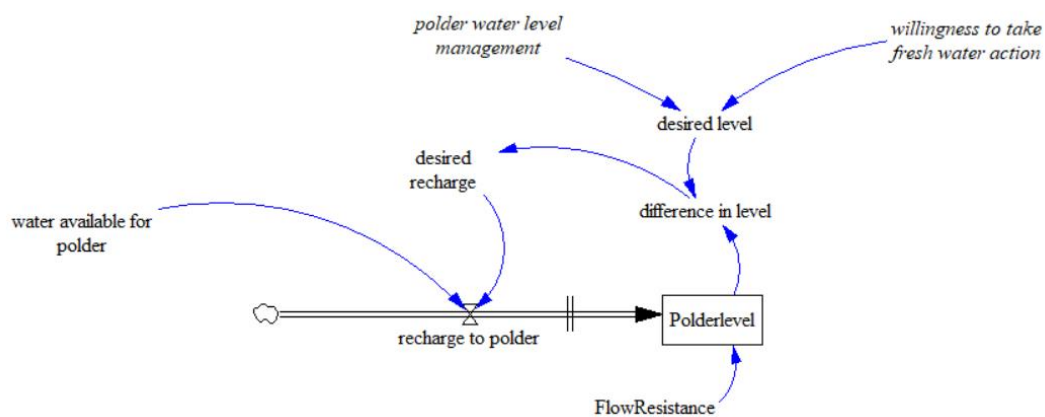 polder water level
management
willingness to take
fresh water action
desired level
desired
recharge
difference in level
water available for
polder
recharge to polder
Polderlevel
FlowResistance